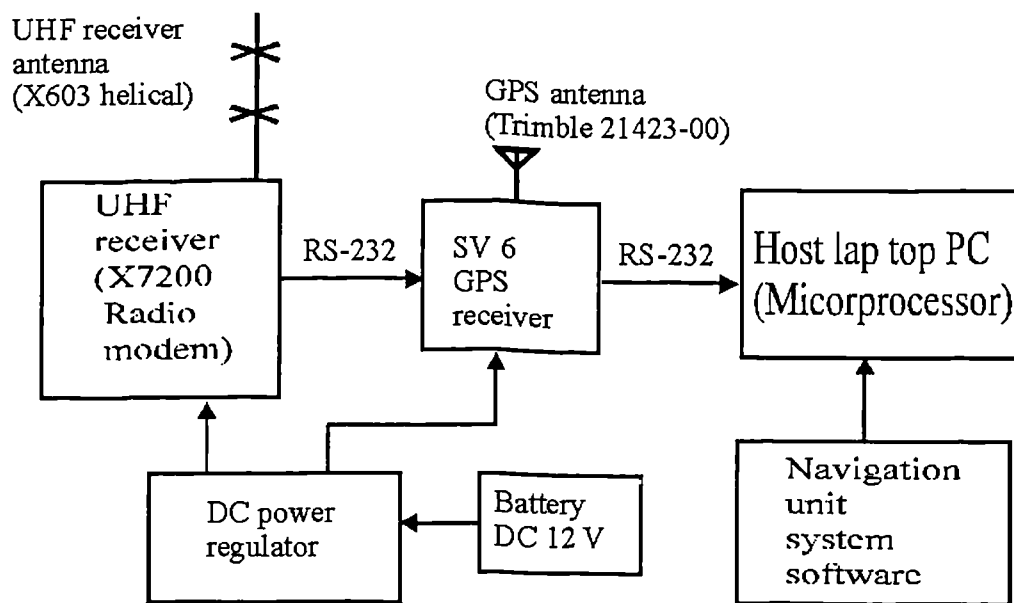 UHF receiver
antenna
(X603 helical)
GPS antenna
(Trimble 21423-00)
UHF
receiver
(X7200
Radio
modem)
RS-232
SV 6
GPS
receiver
RS-232
Host lap top PC
(Micorprocessor)
DC power
regulator
Battery
DC 12 V
Navigation
unit
system
software